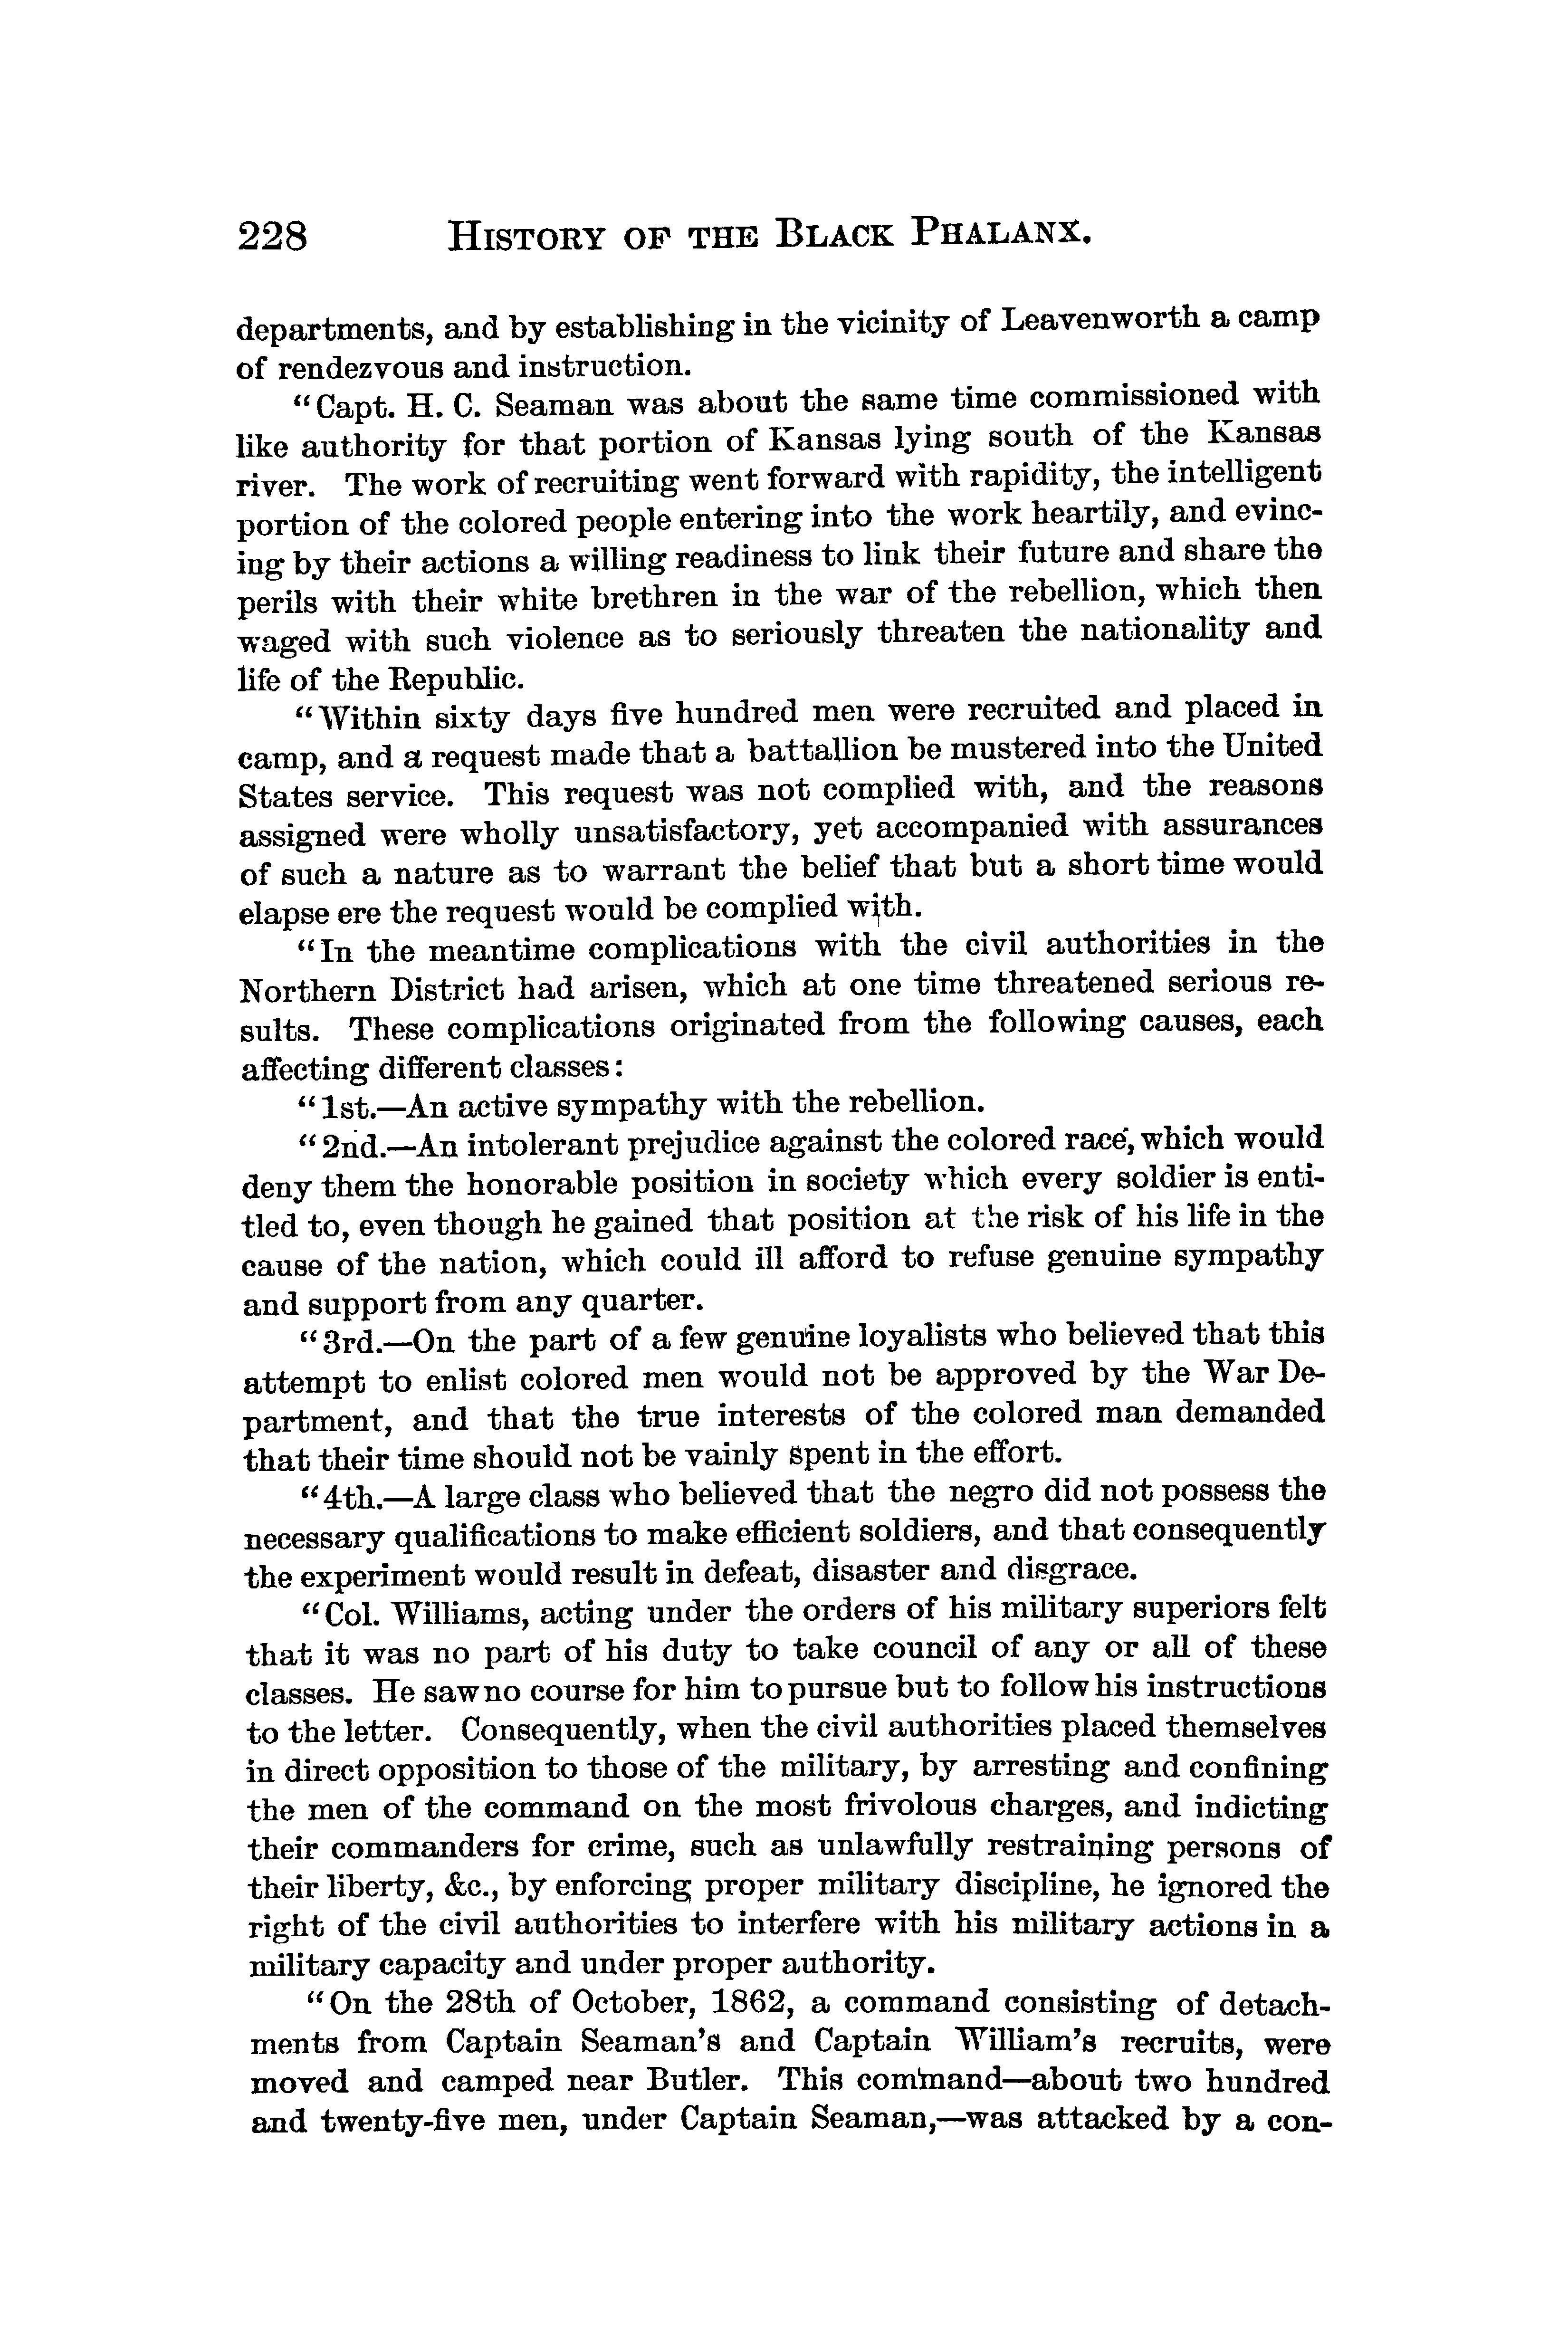 228 HISTORY OF THE BLACK PHALANX.
departments, and by establishing in the vicinity of Leavenworth a camp
of rendezvous and instruction.
“Capt. H. C. Seaman was about the same time commissioned with
like authority for that portion of Kansas lying south of the Kansas
river. The work of recruiting went forward with rapidity, the intelligent
portion of the colored people entering into the work heartily, and evinc-
ing by their actions a willing readiness to link their future and share the
perils with their white brethren in the war of the rebellion, which then
waged with such violence as to seriously threaten the nationality and
life of the Republic.
“Within sixty days five hundred men were recruited and placed in
camp, and a request made that a battallion be mustered into the United
States service. This request was not complied with, and the reasons
assigned were wholly unsatisfactory, yet accompanied with assurances
of such a nature as to warrant the belief that but a short time would
elapse ere the request would be complied with.
“In the meantime complications with the civil authorities in the
Northern District had arisen, which at one time threatened serious re-
sults. These complications originated from the following causes, each
affecting different classes:
“1st.—An active sympathy with the rebellion.
“2nd.—An intolerant prejudice against the colored race, which would
deny them the honorable position in society which every soldier is enti-
tled to, even though he gained that position at the risk of his life in the
cause of the nation, which could ill afford to refuse genuine sympathy
and support from any quarter.
“3rd.—On the part of a few genuine loyalists who believed that this
attempt to enlist colored men would not be approved by the War De-
partment, and that the true interests of the colored man demanded
that their time should not be vainly spent in the effort.
“4th.—A large class who believed that the negro did not possess the
necessary qualifications to make efficient soldiers, and that consequently
the experiment would result in defeat, disaster and disgrace.
“Col. Williams, acting under the orders of his military superiors felt
that it was no part of his duty to take council of any or all of these
classes. He saw no course for him to pursue but to follow his instructions
to the letter. Consequently, when the civil authorities placed themselves
in direct opposition to those of the military, by arresting and confining
the men of the command on the most frivolous charges, and indicting
their commanders for crime, such as unlawfully restraining persons of
their liberty, &c., by enforcing proper military discipline, he ignored the
right of the civil authorities to interfere with his military actions in a
military capacity and under proper authority.
“On the 28th of October, 1862, a command consisting of detach-
ments from Captain Seaman’s and Captain William’s recruits, were
moved and camped near Butler. This command—about two hundred
and twenty-five men, under Captain Seaman,—was attacked by a con-